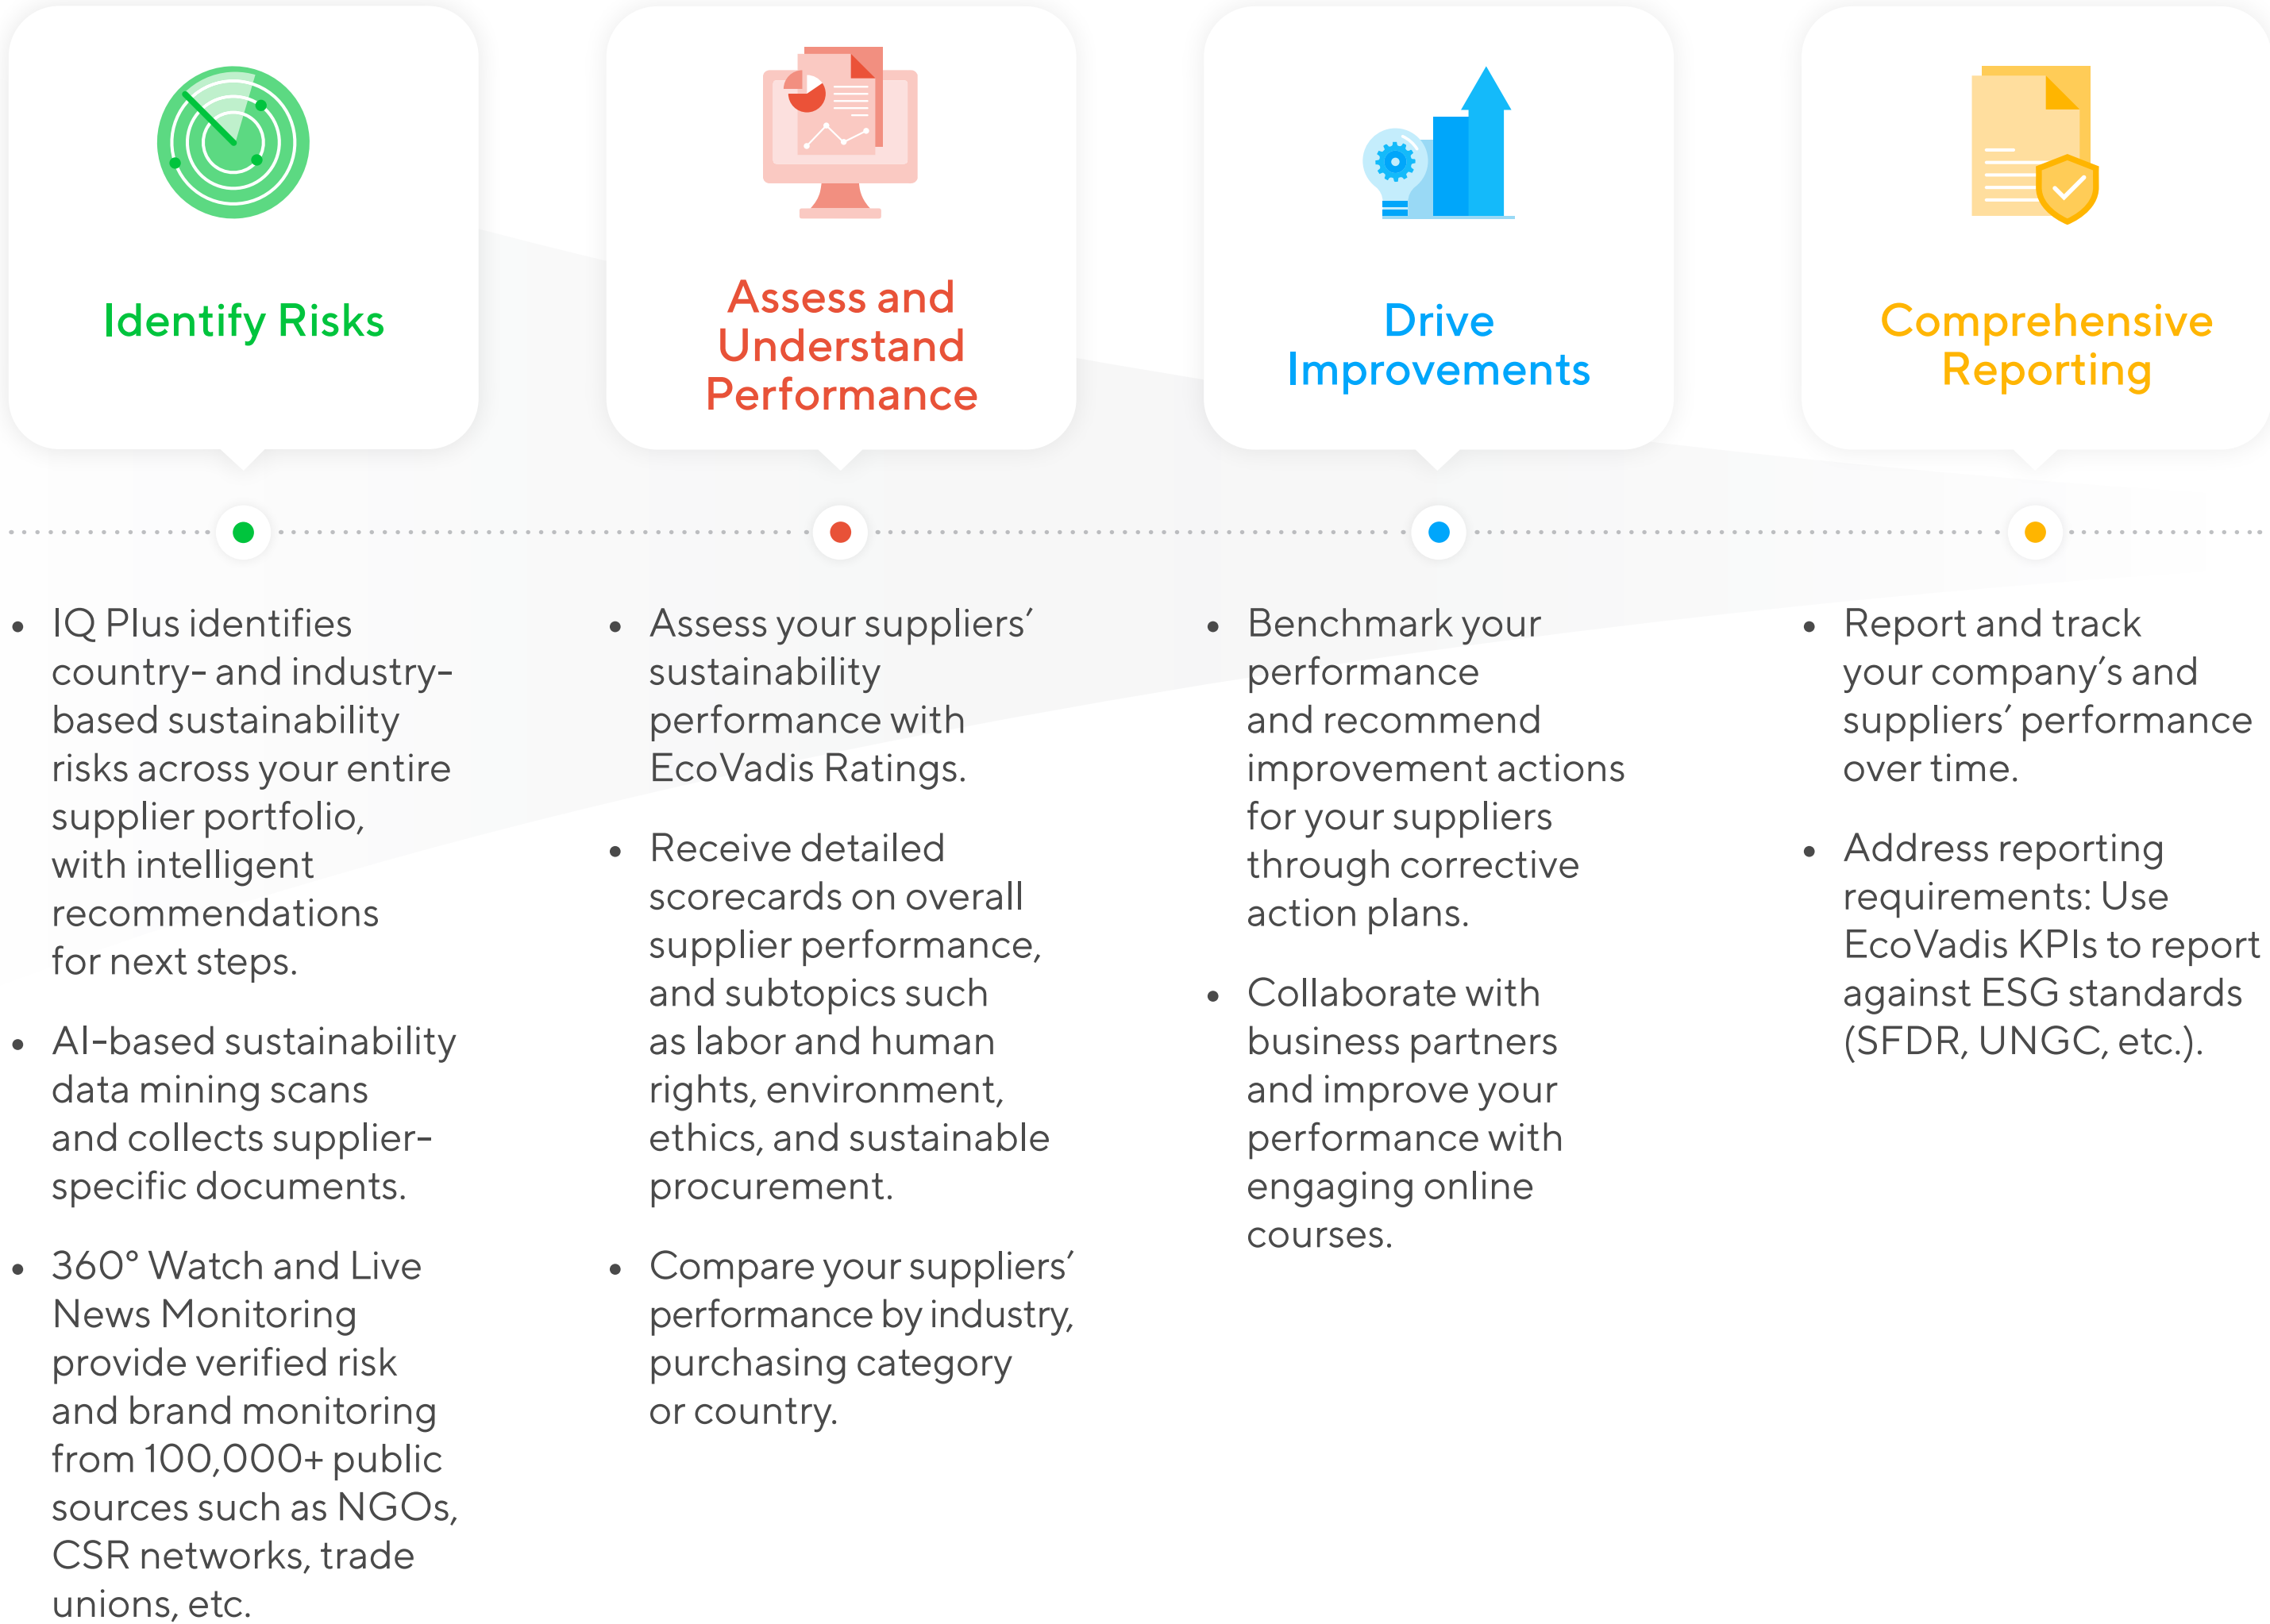 Identify Risks
Assess and
Understand
Performance
Drive
Improvements
Comprehensive
Reporting
• IQ Plus identifies
country- and industry-
based sustainability
risks across your entire
supplier portfolio,
with intelligent
recommendations
for next steps.
• AI-based sustainability
data mining scans
and collects supplier-
specific documents.
• 360° Watch and Live
News Monitoring
provide verified risk
and brand monitoring
from 100,000+ public
sources such as NGOs,
CSR networks, trade
unions, etc.
• Assess your suppliers’
sustainability
performance with
EcoVadis Ratings.
• Receive detailed
scorecards on overall
supplier performance,
and subtopics such
as labor and human
rights, environment,
ethics, and sustainable
procurement.
• Compare your suppliers’
performance by industry,
purchasing category
or country.
• Benchmark your
performance
and recommend
improvement actions
for your suppliers
through corrective
action plans.
• Collaborate with
business partners
and improve your
performance with
engaging online
courses.
• Report and track
your company’s and
suppliers’ performance
over time.
• Address reporting
requirements: Use
EcoVadis KPIs to report
against ESG standards
(SFDR, UNGC, etc.).